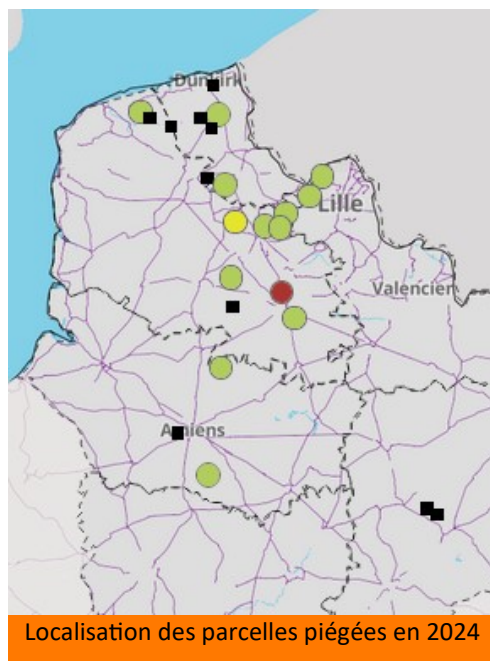 Dunkirk
Lille
Valencien
Amiens
Localisation des parcelles piégées en 2024